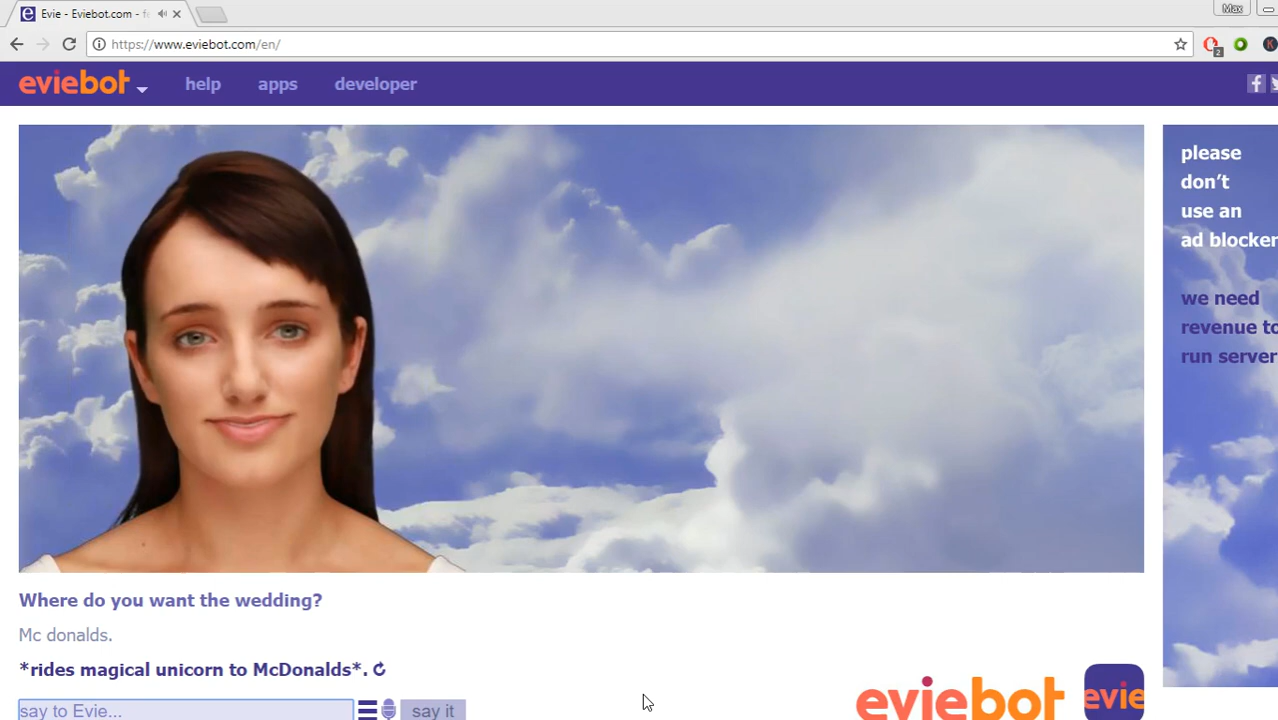 Evie - Eviebot.com - f
Max
https://www.eviebot.com/en/
2
K
eviebot
help
apps
developer
f
please
don't
use an
ad blocker
we need
revenue to
run server
Where do you want the wedding?
Mc donalds.
*rides magical unicorn to McDonalds*.
say to Evie...
say it
eviebot
evie